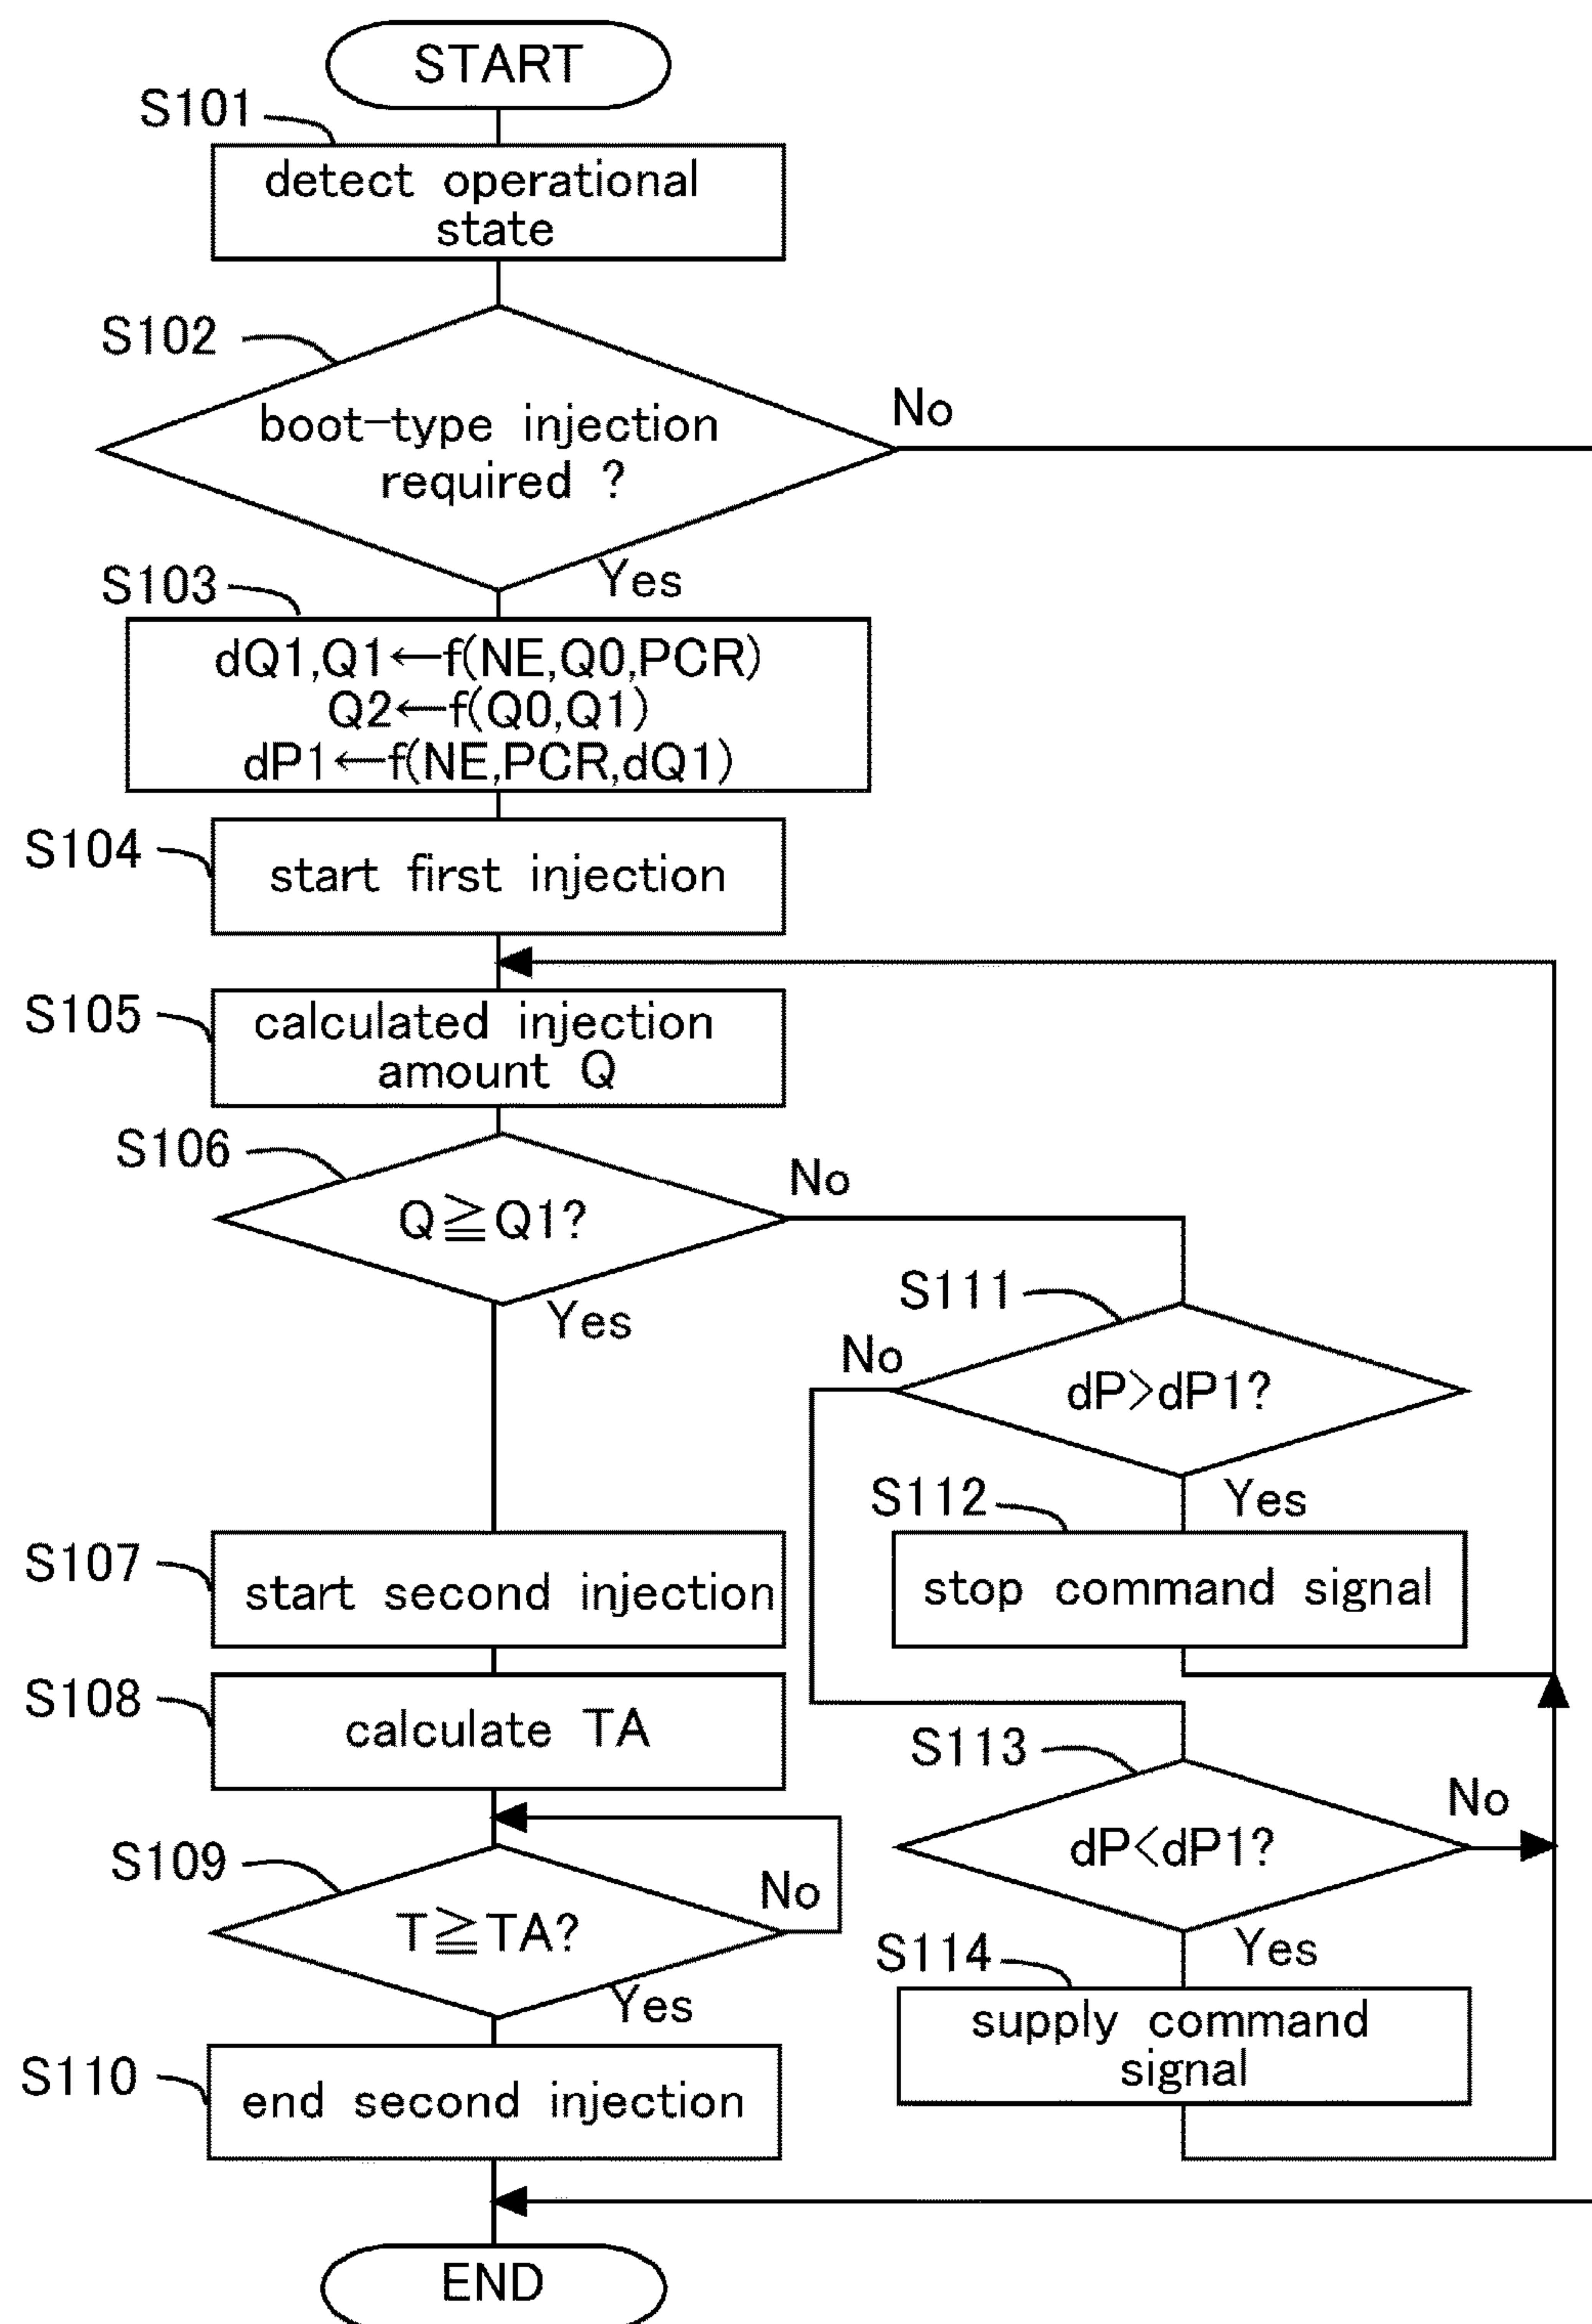 START
S101
detect operational
state
S102
boot-type injection
required ?
No
Yes
S103
dQ1,Q1←f(NE,Q0,PCR)
Q2←f(Q0,Q1)
dP1←f(NE,PCR,dQ1)
S104
start first injection
S105
calculated injection
amount Q
S106
Q≧Q1?
No
Yes
S111
dP>dP1?
No
Yes
S112
stop command signal
S107
start second injection
S108
calculate TA
S113
dP<dP1?
No
Yes
S109
T≧TA?
No
Yes
S114
supply command
signal
S110
end second injection
END